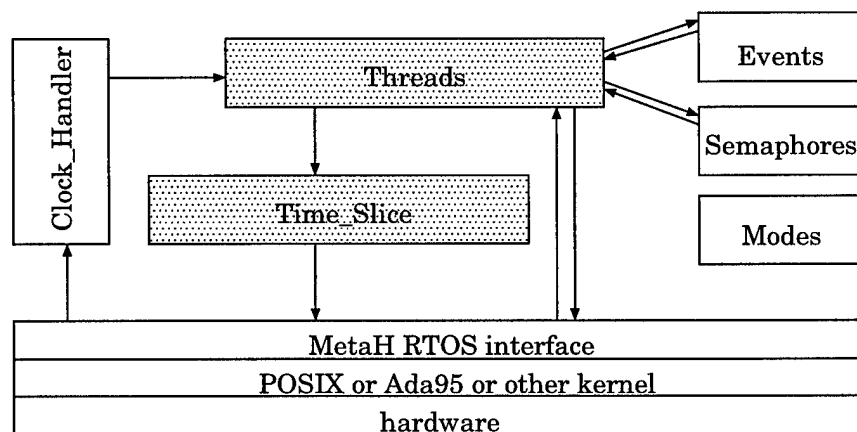 Clock_Handler
Threads
Events
Semaphores
Time_Slice
Modes
MetaH RTOS interface
POSIX or Ada95 or other kernel
hardware